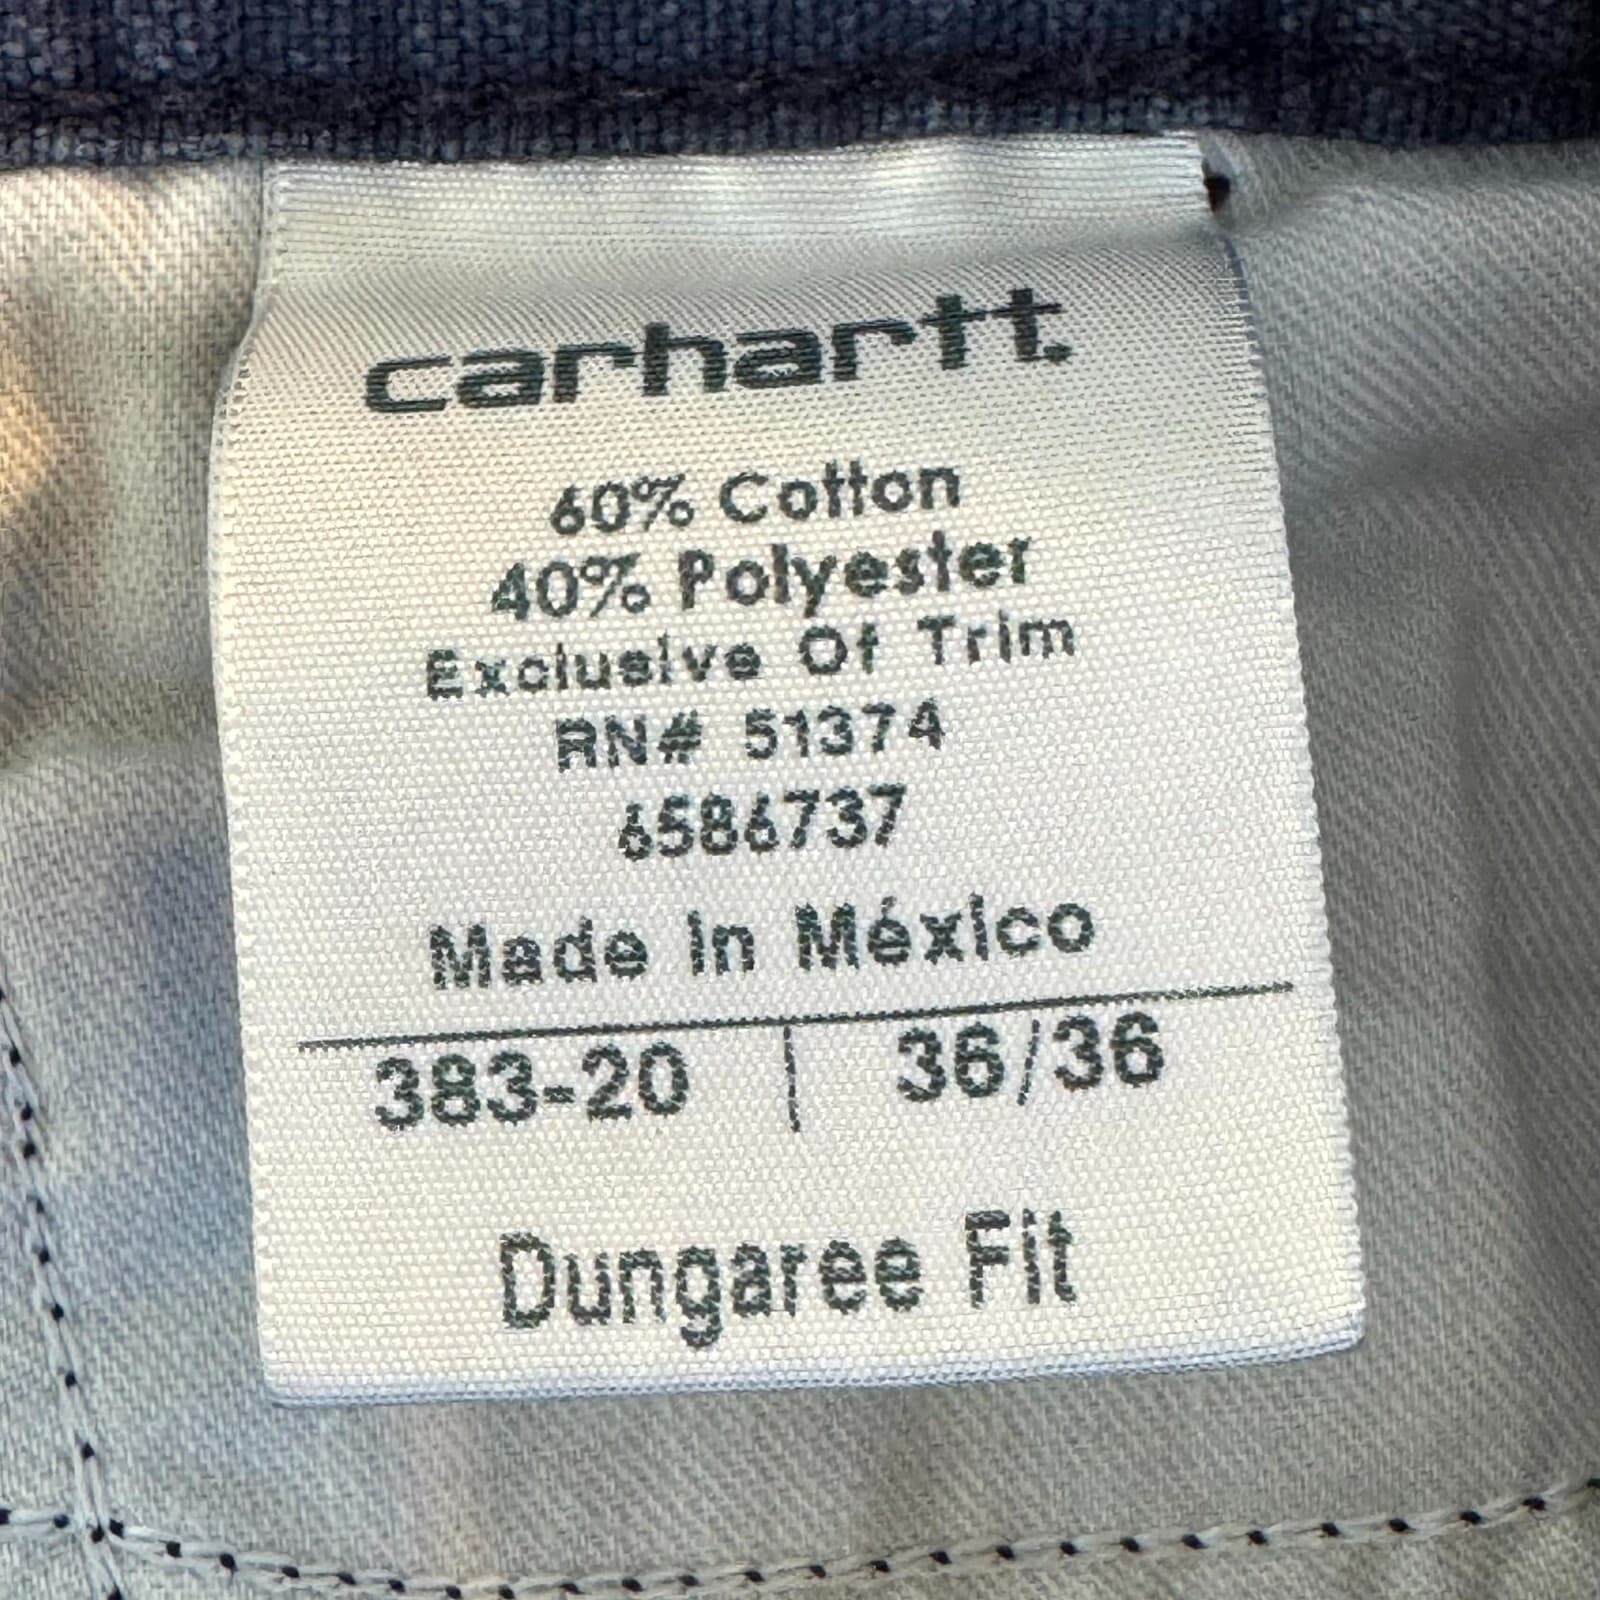 carhartt.
60% Cotton
40% Polyester
Exclusive Of Trim
RN# 51374
6586737
Made In México
383-20 | 36/36
Dungaree Fit